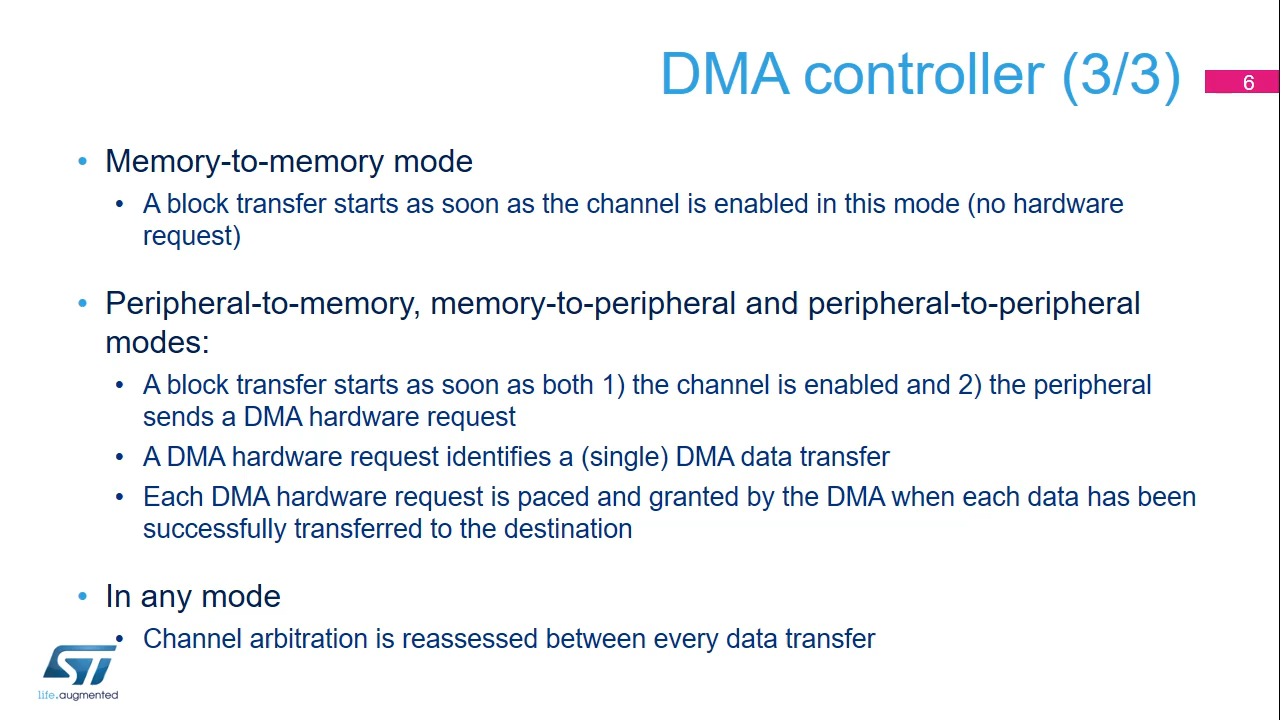 DMA controller (3/3)
6
• Memory-to-memory mode
• A block transfer starts as soon as the channel is enabled in this mode (no hardware
request)
• Peripheral-to-memory, memory-to-peripheral and peripheral-to-peripheral
modes:
• A block transfer starts as soon as both 1) the channel is enabled and 2) the peripheral
sends a DMA hardware request
• A DMA hardware request identifies a (single) DMA data transfer
• Each DMA hardware request is paced and granted by the DMA when each data has been
successfully transferred to the destination
• In any mode
• Channel arbitration is reassessed between every data transfer
ST
life.augmented